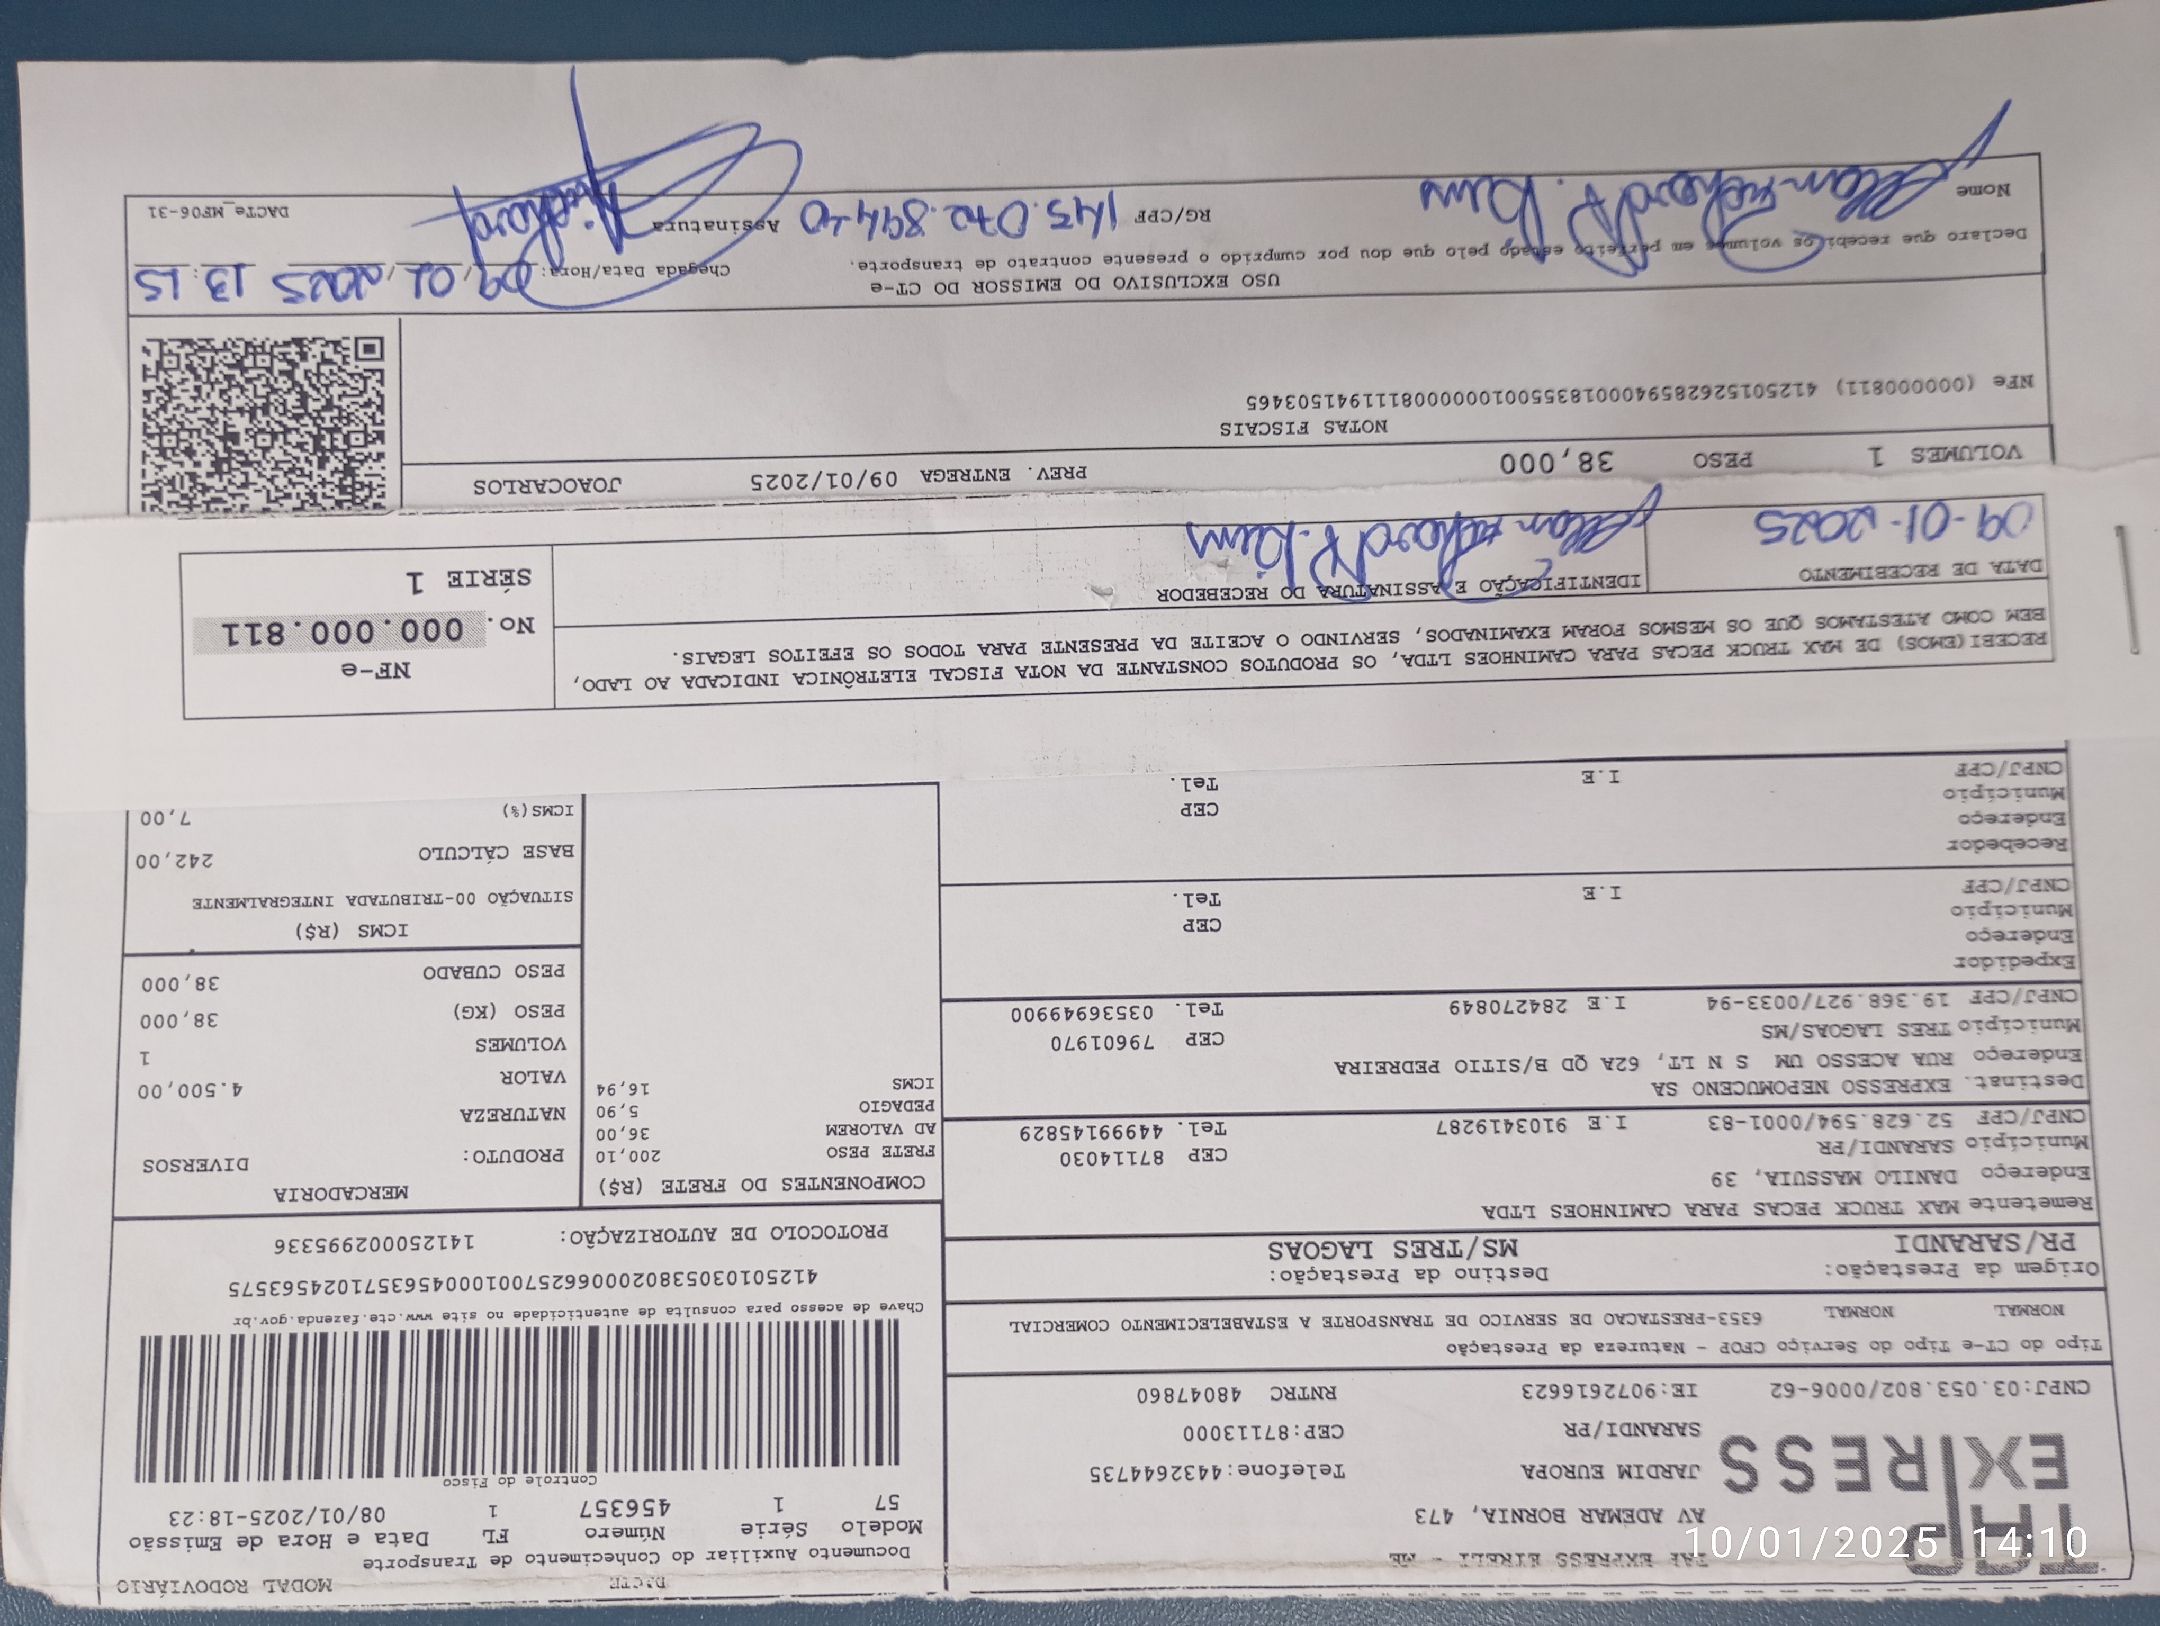 TAP EXPRESS
TAF EXPRESS EIRELI - ME
AV ADEMAR BORNIA, 473
JARDIM EUROPA Telefone:4432644735
SARANDI/PR CEP:87113000
CNPJ:03.053.802/0006-62 IE:9072616623 RNTRC 48047860
DACTE MODAL RODOVIÁRIO
Documento Auxiliar do Conhecimento de Transporte
Modelo Série Número FL Data e Hora de Emissão
57 1 456357 1 08/01/2025-18:23
Controle do Fisco
Chave de acesso para consulta de autenticidade no site www.cte.fazenda.gov.br
41250103053802000662570010004563571024563575
PROTOCOLO DE AUTORIZAÇÃO: 141250002995336
Tipo do CT-e Tipo do Serviço CFOP - Natureza da Prestação
NORMAL NORMAL 6353-PRESTACAO DE SERVICO DE TRANSPORTE A ESTABELECIMENTO COMERCIAL
Origem da Prestação: Destino da Prestação:
PR/SARANDI MS/TRES LAGOAS
Remetente MAX TRUCK PECAS PARA CAMINHOES LTDA
Endereço DANILO MASSUIA, 39
Município SARANDI/PR CEP 87114030
CNPJ/CPF 52.628.594/0001-83 I.E 9103419287 Tel. 44999145829
Destinat. EXPRESSO NEPOMUCENO SA
Endereço RUA ACESSO UM S N LT, 62A QD B/SITIO PEDREIRA
Município TRES LAGOAS/MS CEP 79601970
CNPJ/CPF 19.368.927/0033-94 I.E 284270849 Tel. 03536949900
Expedidor
Endereço
Município CEP
CNPJ/CPF I.E Tel.
Recebedor
Endereço
Município CEP
CNPJ/CPF I.E Tel.
COMPONENTES DO FRETE (R$)
FRETE PESO 200,10
AD VALOREM 36,00
PEDAGIO 5,90
ICMS 16,94
MERCADORIA
PRODUTO: DIVERSOS
NATUREZA
VALOR 4.500,00
VOLUMES 1
PESO (KG) 38,000
PESO CUBADO 38,000
ICMS (R$)
SITUAÇÃO 00-TRIBUTADA INTEGRALMENTE
BASE CÁLCULO 242,00
ICMS(%) 7,00
RECEBI(EMOS) DE MAX TRUCK PECAS PARA CAMINHOES LTDA, OS PRODUTOS CONSTANTE DA NOTA FISCAL ELETRÔNICA INDICADA AO LADO,
BEM COMO ATESTAMOS QUE OS MESMOS FORAM EXAMINADOS, SERVINDO O ACEITE DA PRESENTE PARA TODOS OS EFEITOS LEGAIS.
NF-e
No. 000.000.811
SÉRIE 1
DATA DE RECEBIMENTO IDENTIFICAÇÃO E ASSINATURA DO RECEBEDOR
09-01-2025
VOLUMES 1 PESO 38,000 PREV. ENTREGA 09/01/2025 JOAOCARLOS
NOTAS FISCAIS
NFe (00000811) 41250152628594000183550010000008111941503465
USO EXCLUSIVO DO EMISSOR DO CT-e
Chegada Data/Hora: 09/01/2025 13:15
Declaro que recebi os volumes em perfeito estado pelo que dou por cumprido o presente contrato de transporte.
Nome RG/CPF 143.072.894-40 Assinatura
DACTe_MF06-31
10/01/2025 14:10